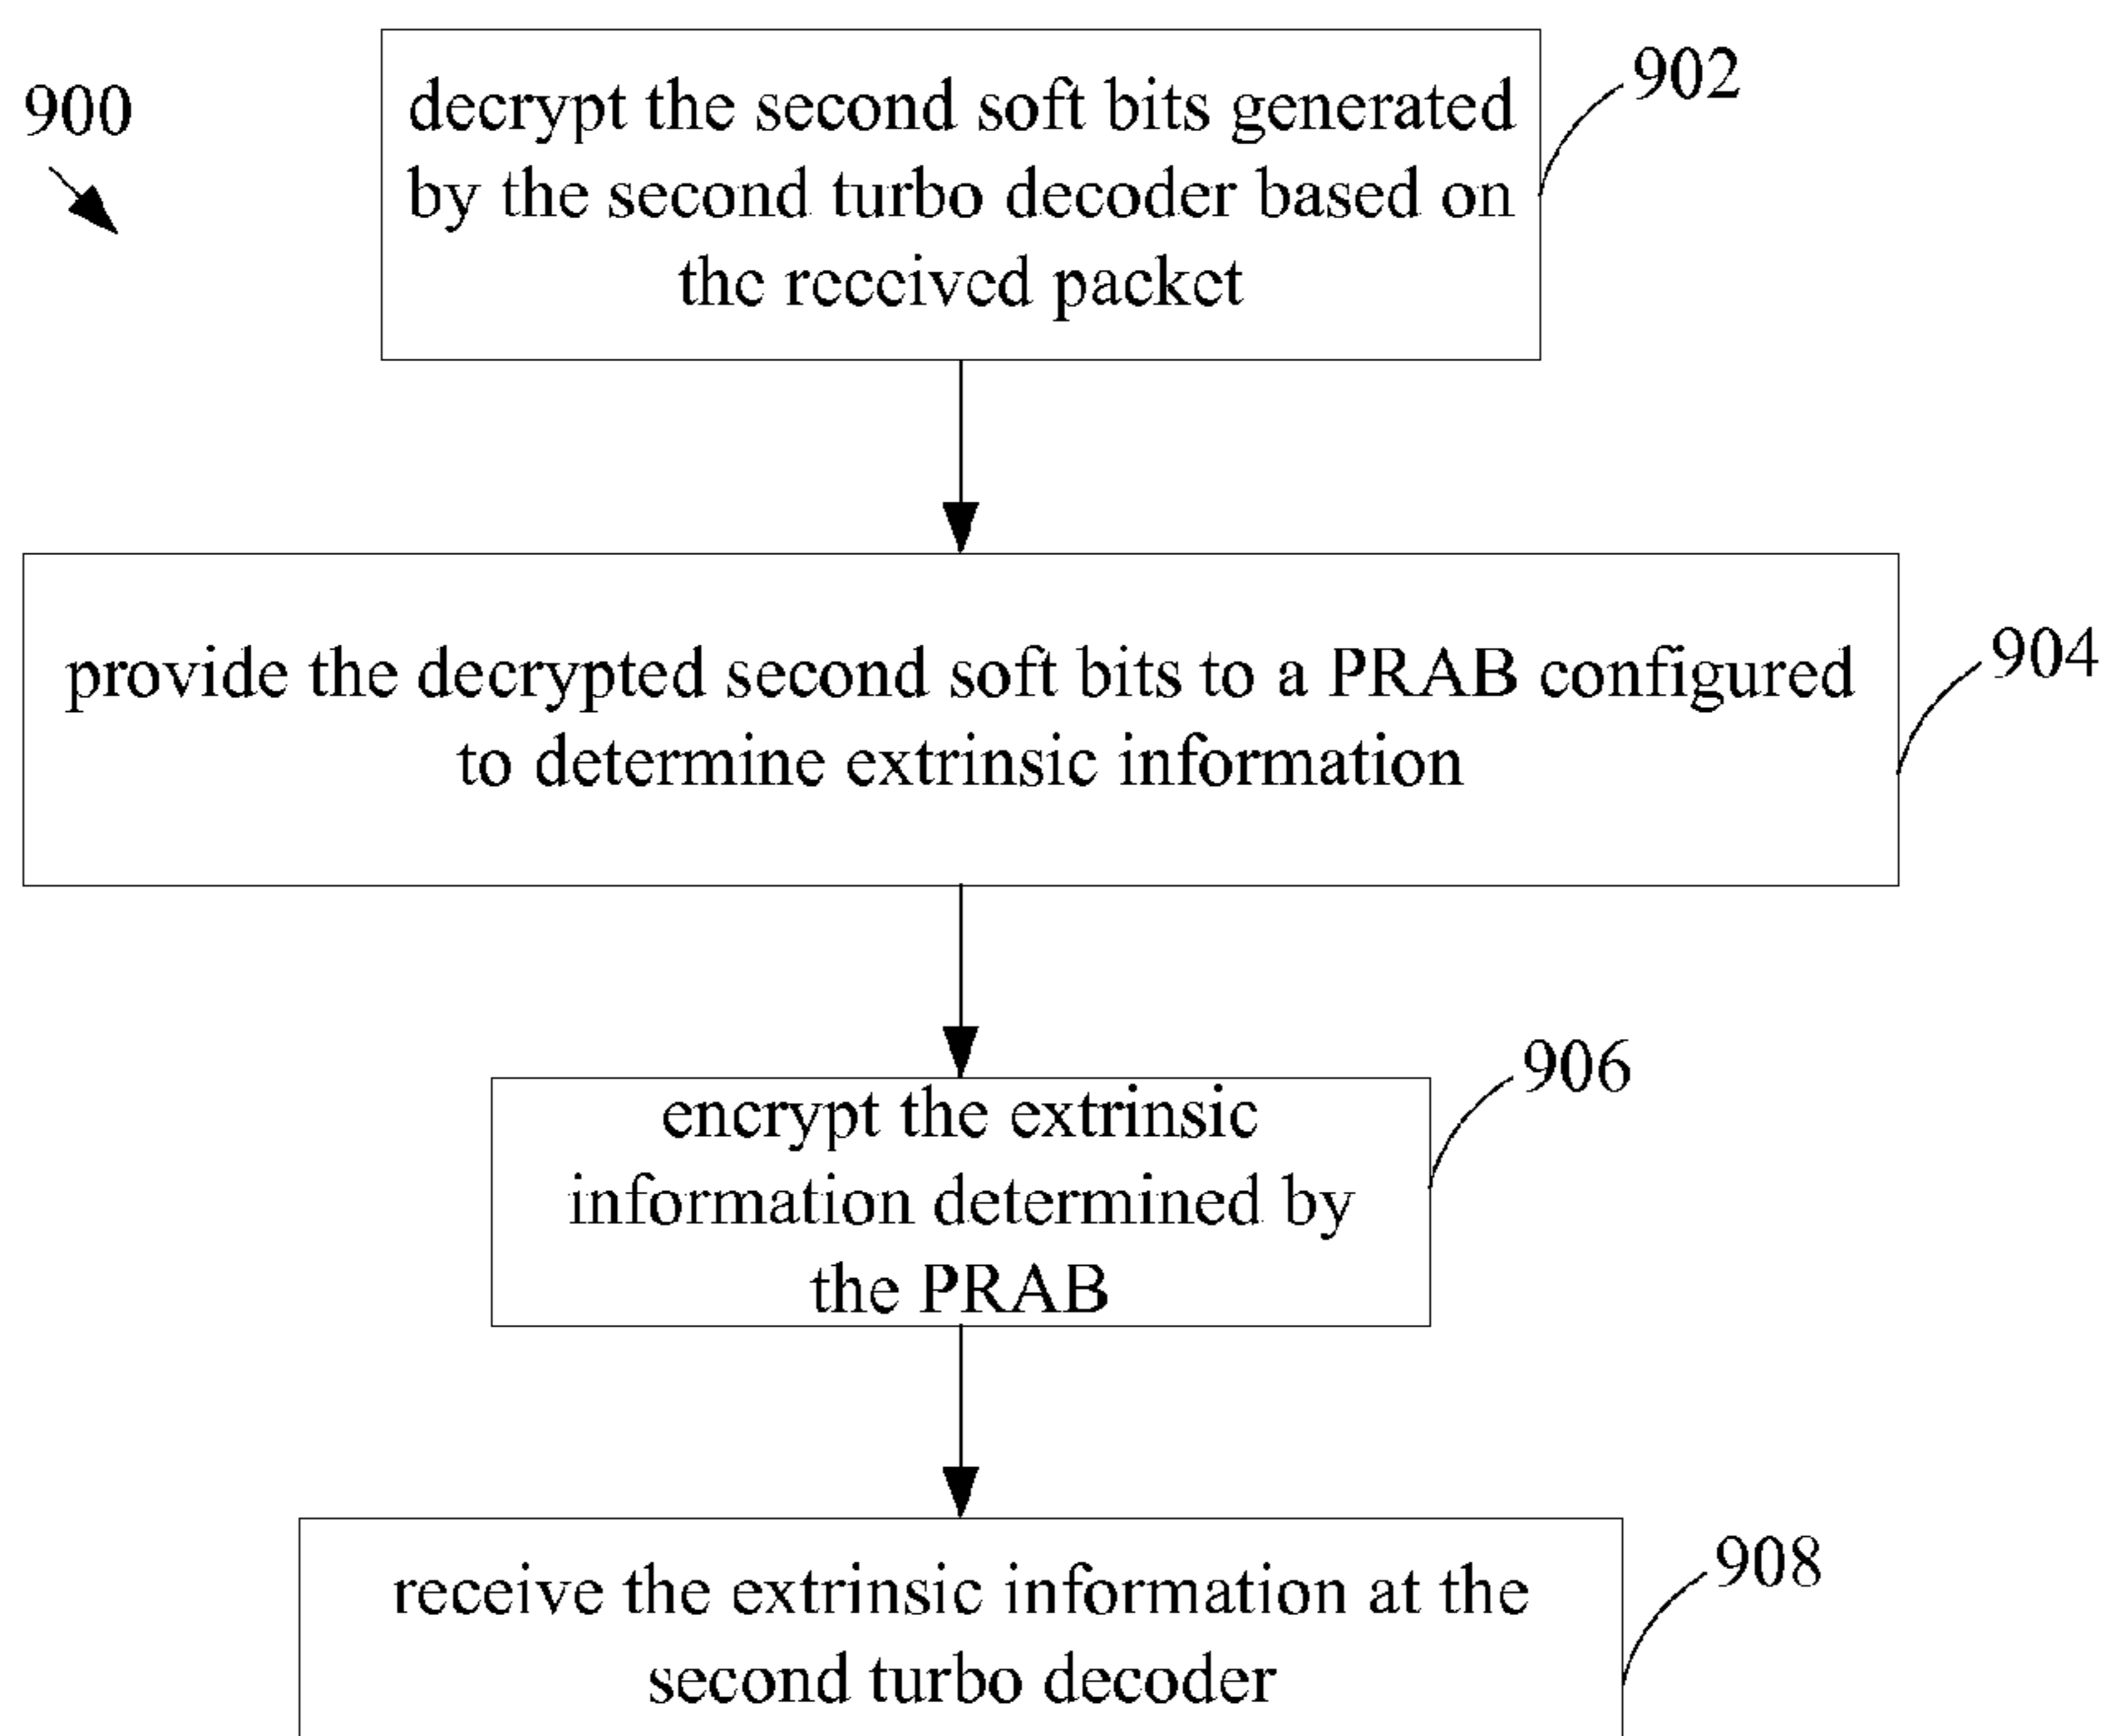 900
902
decrypt the second soft bits generated
by the second turbo decoder based on
the received packet
904
provide the decrypted second soft bits to a PRAB configured
to determine extrinsic information
906
encrypt the extrinsic
information determined by
the PRAB
908
receive the extrinsic information at the
second turbo decoder